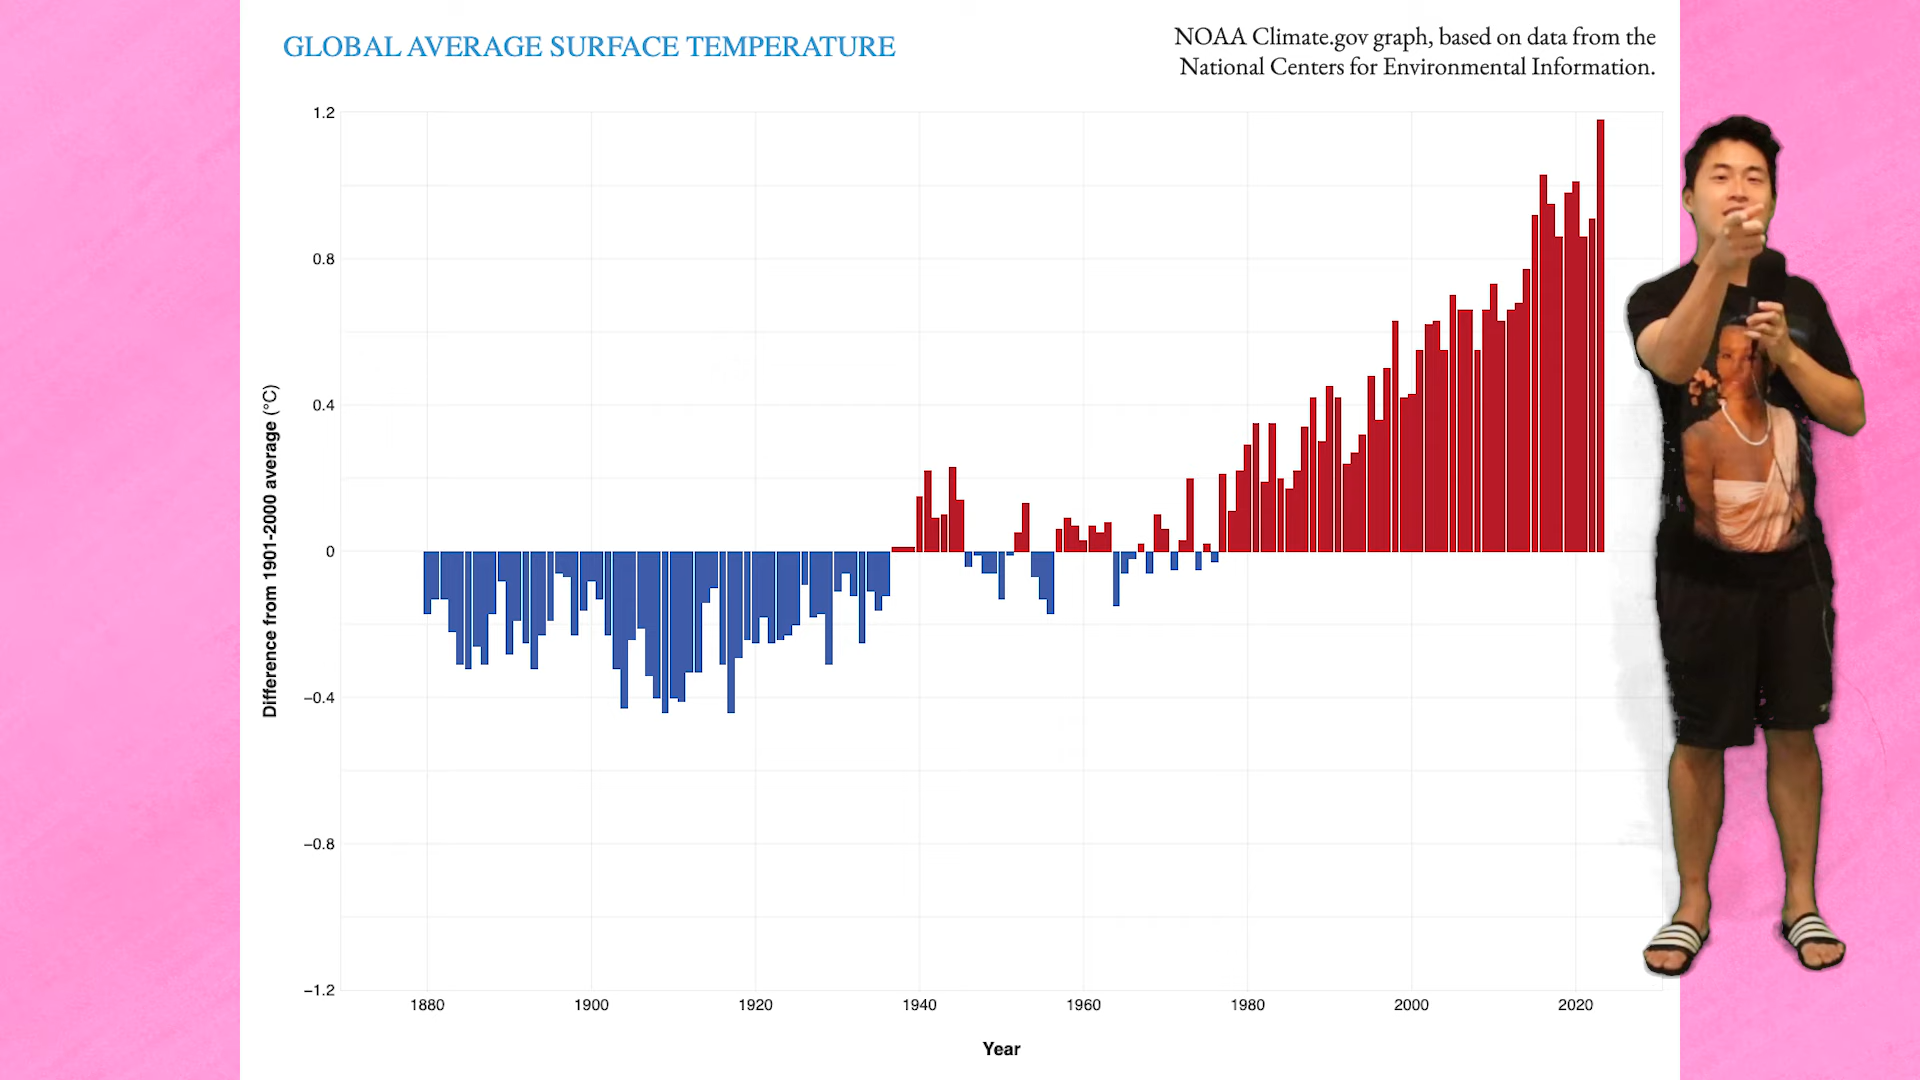 GLOBAL AVERAGE SURFACE TEMPERATURE
NOAA Climate.gov graph, based on data from the
National Centers for Environmental Information.
Difference from 1901-2000 average (°C)
1.2
0.8
0.4
0
−0.4
−0.8
−1.2
1880 1900 1920 1940 1960 1980 2000 2020
Year